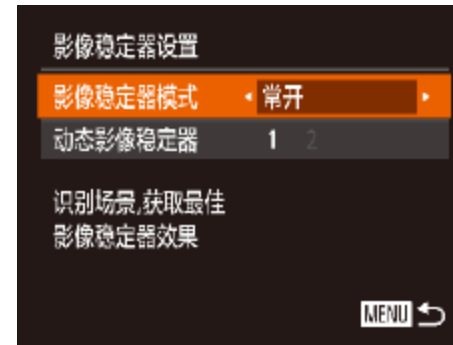 影像稳定器设置
影像稳定器模式 常开
动态影像稳定器 1 2
识别场景,获取最佳
影像稳定器效果
MENU